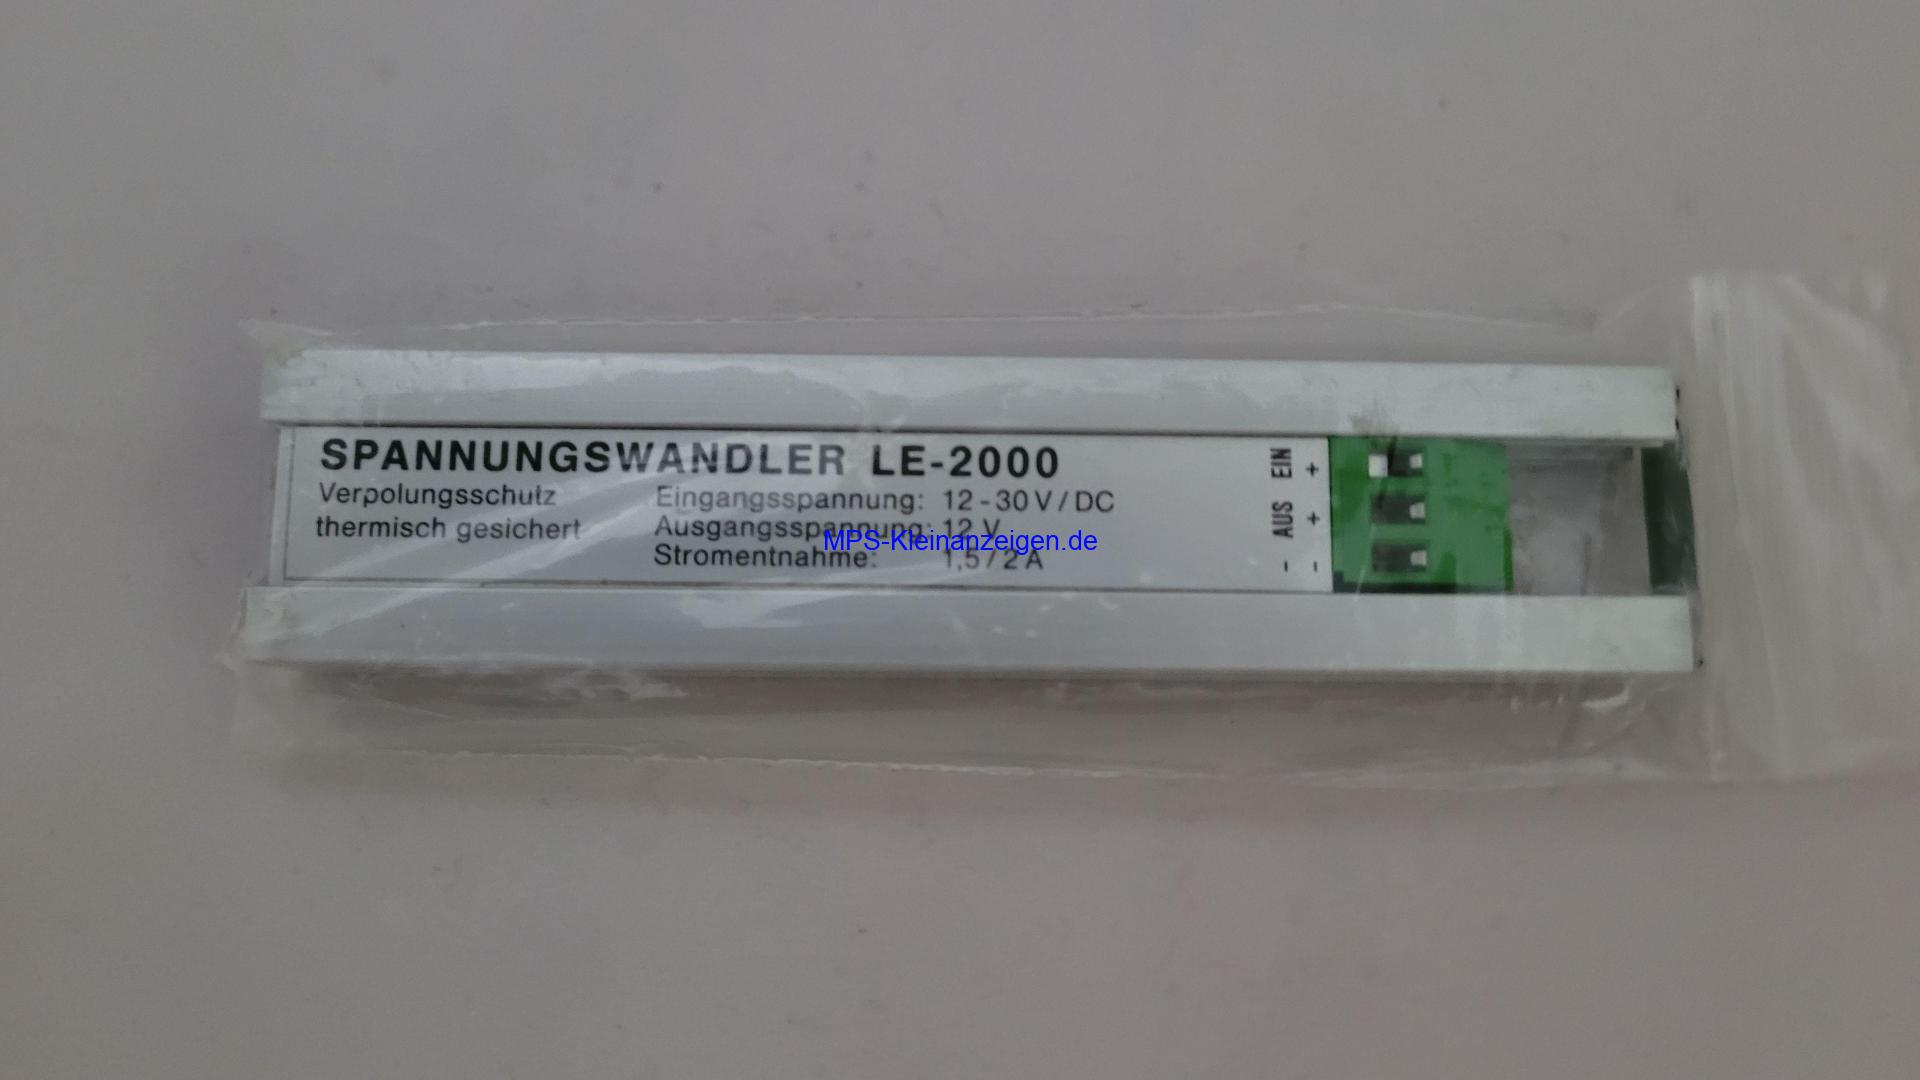 SPANNUNGSWANDLER LE-2000
Verpolungsschutz
thermisch gesichert
Eingangsspannung: 12-30V/DC
Ausgangsspannung: 12 V
Stromentnahme: 1,5/2 A
EIN +
AUS +
- -
MPS-Kleinanzeigen.de